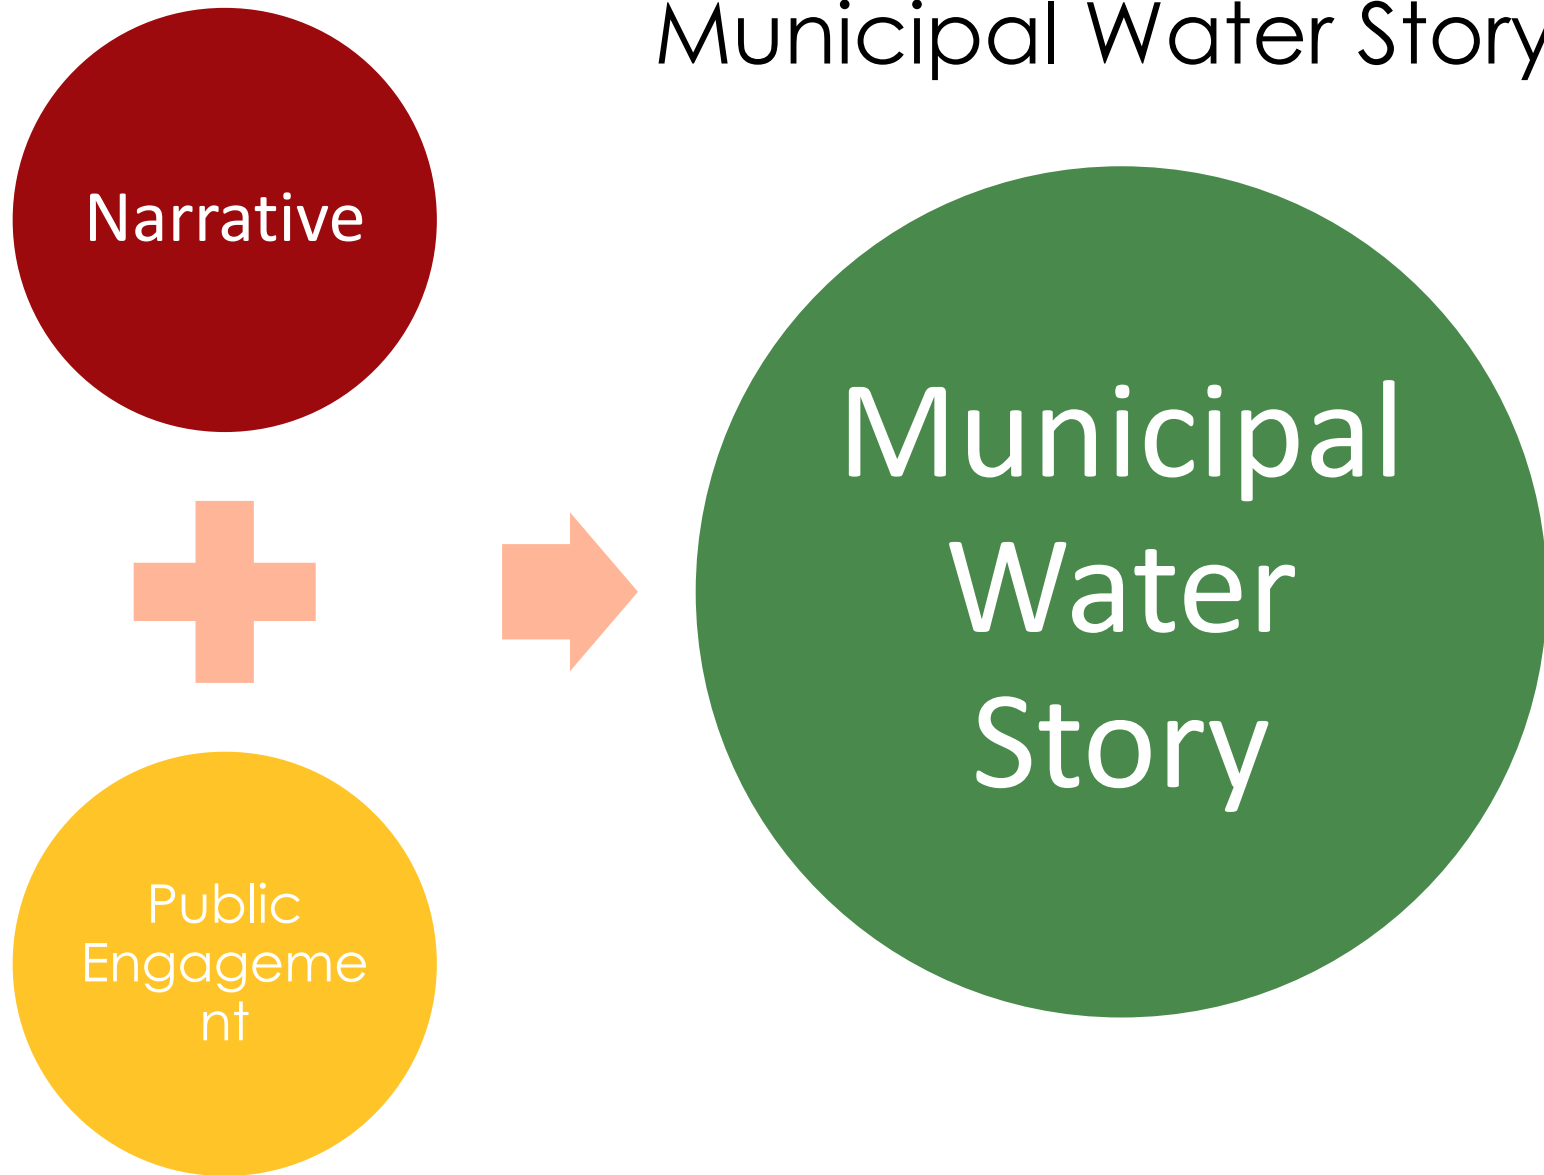 Municipal Water Story
Narrative
Public
Engageme
nt
Municipal
Water
Story